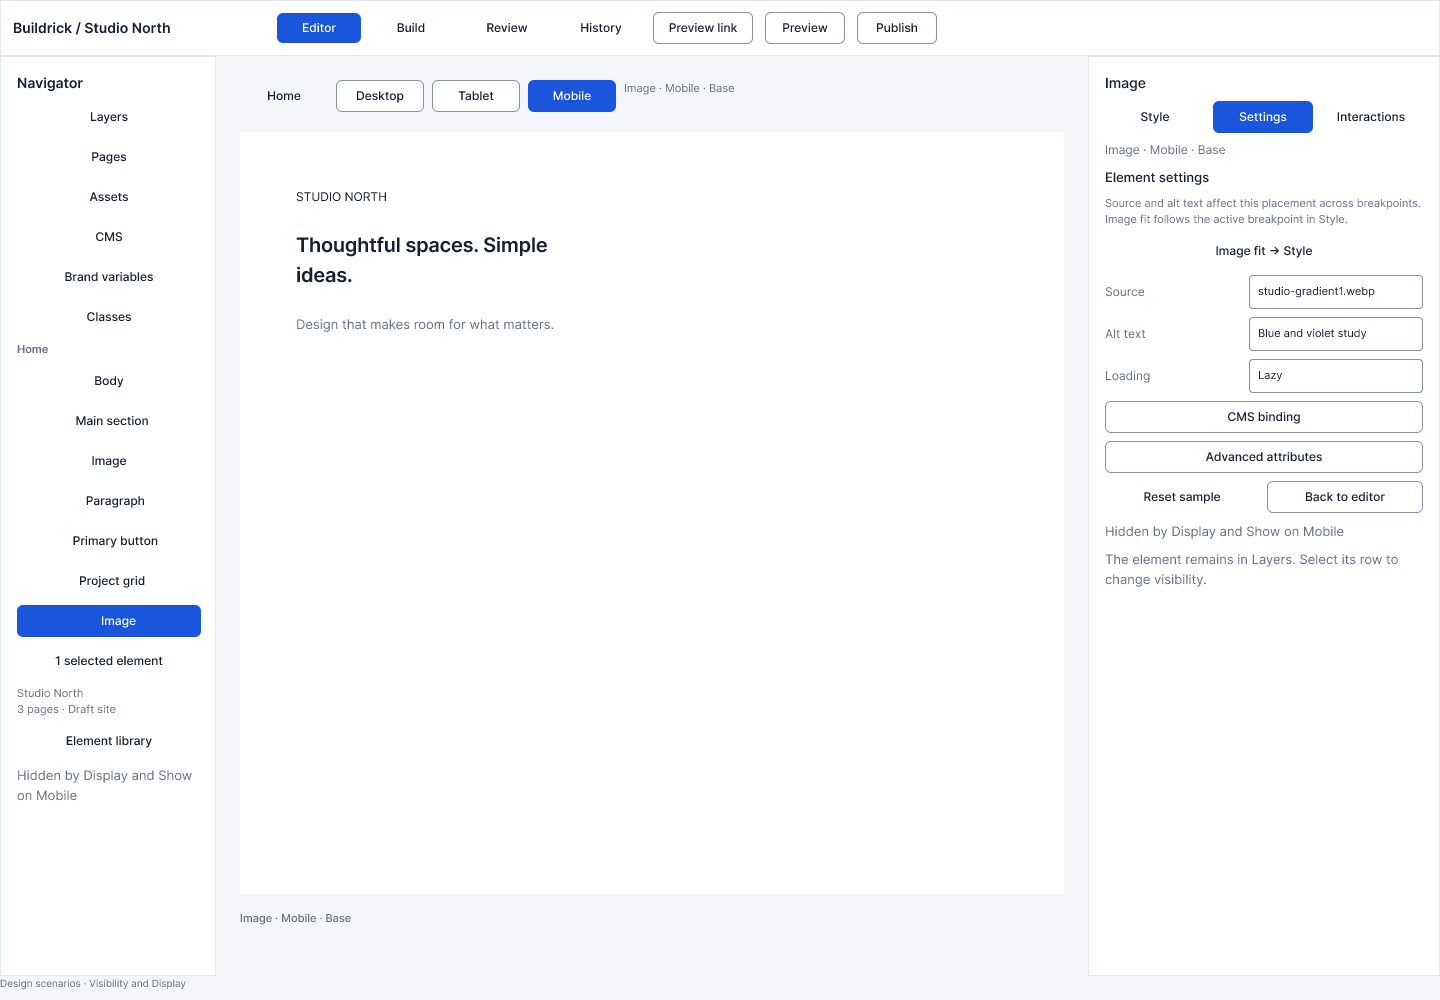 Buildrick / Studio North
Editor
Build
Review
History
Preview link
Preview
Publish
Navigator
Layers
Pages
Assets
CMS
Brand variables
Classes
Home
Body
Main section
Image
Paragraph
Primary button
Project grid
Image
1 selected element
Studio North
3 pages · Draft site
Element library
Hidden by Display and Show
on Mobile
Home
Desktop
Tablet
Mobile
Image · Mobile · Base
STUDIO NORTH
Thoughtful spaces. Simple
ideas.
Design that makes room for what matters.
Image · Mobile · Base
Image
Style
Settings
Interactions
Image · Mobile · Base
Element settings
Source and alt text affect this placement across breakpoints.
Image fit follows the active breakpoint in Style.
Image fit → Style
Source
studio-gradient1.webp
Alt text
Blue and violet study
Loading
Lazy
CMS binding
Advanced attributes
Reset sample
Back to editor
Hidden by Display and Show on Mobile
The element remains in Layers. Select its row to
change visibility.
Design scenarios · Visibility and Display